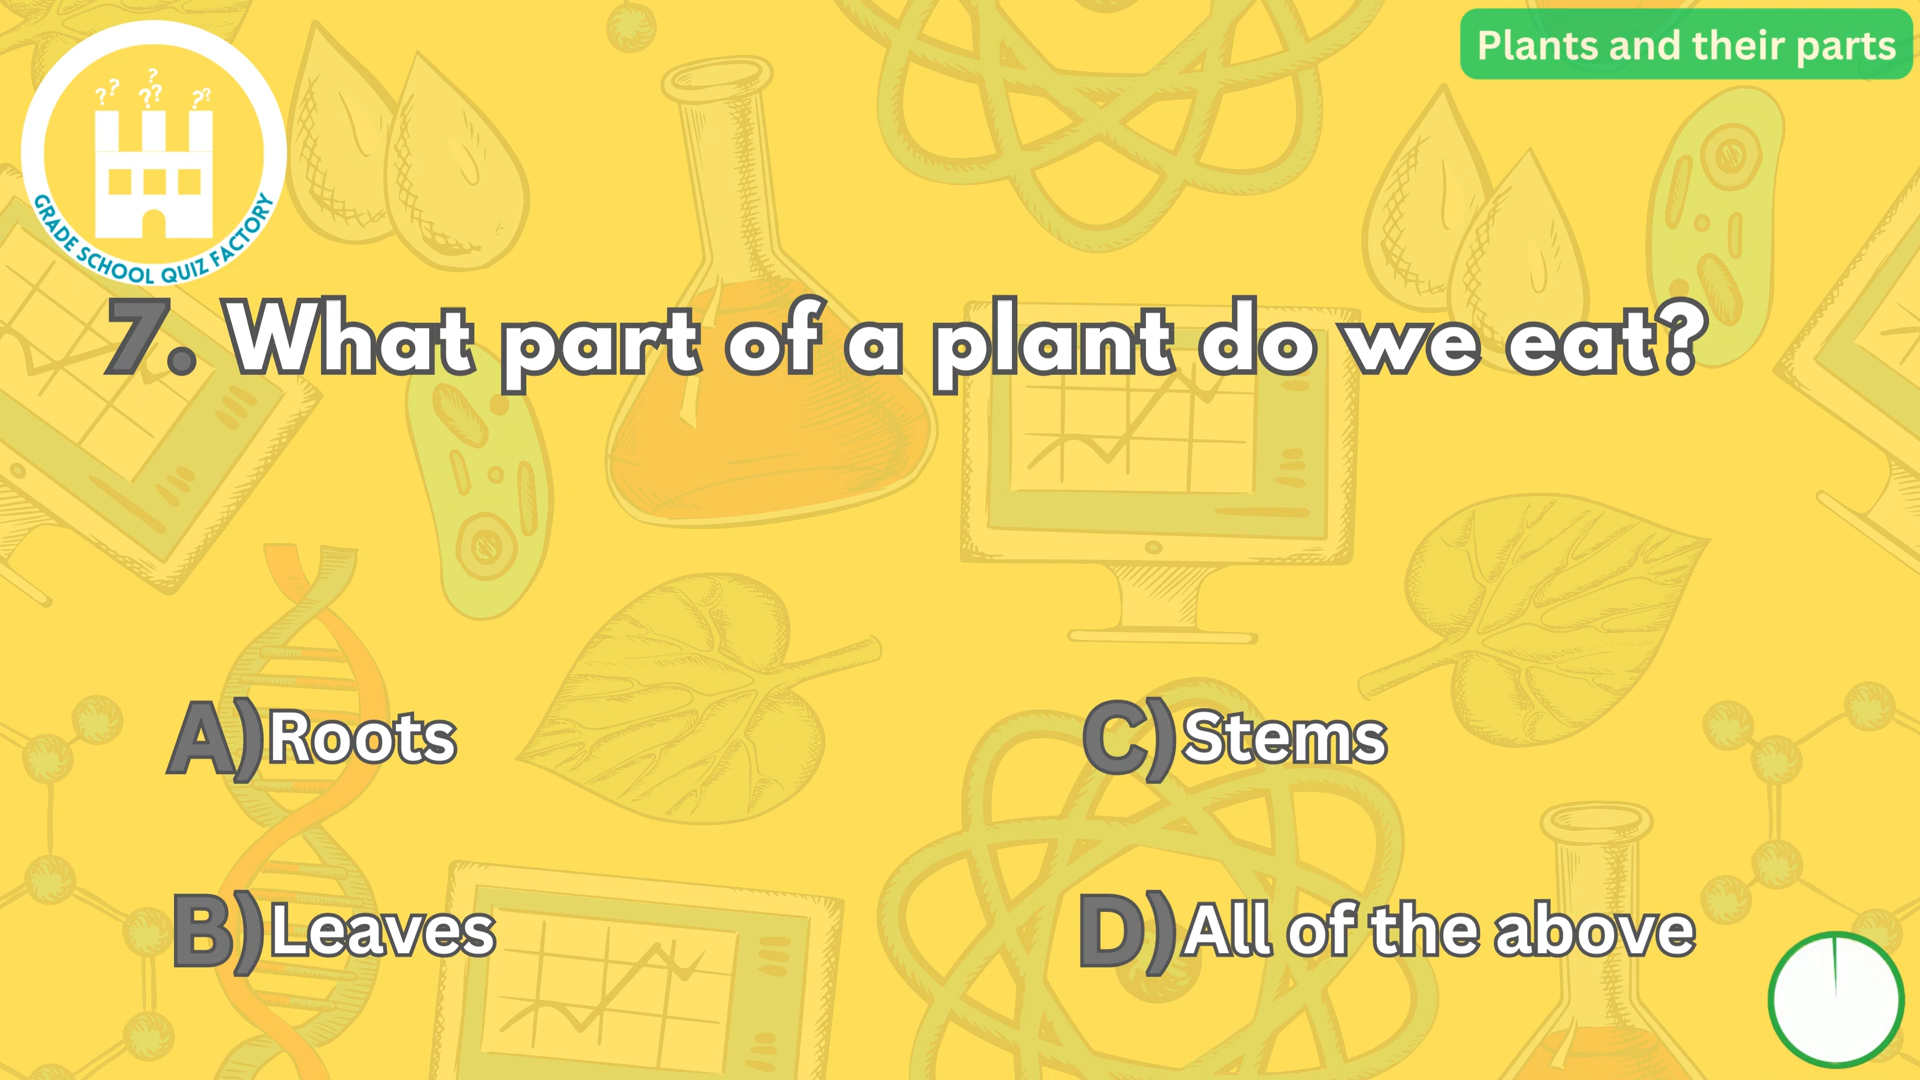 Plants and their parts
?? ?
?? ??
GRADE SCHOOL QUIZ FACTORY
7. What part of a plant do we eat?
A) Roots
C) Stems
B) Leaves
D) All of the above